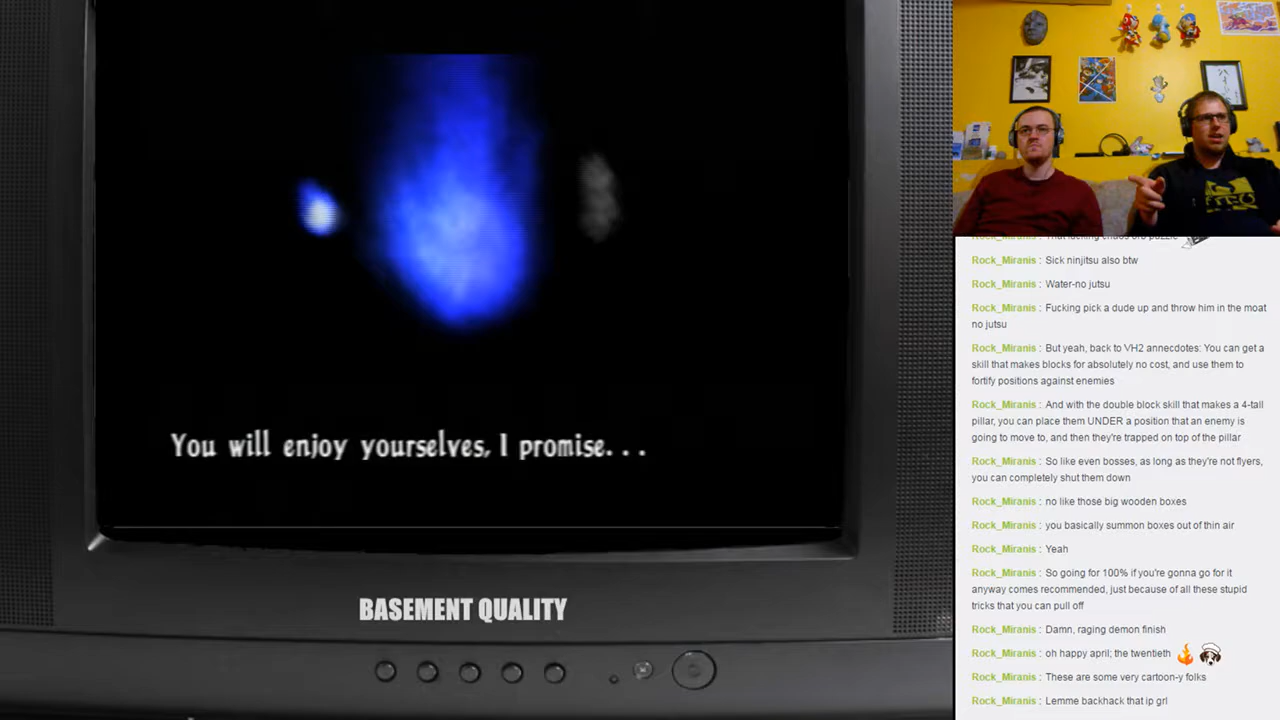 You will enjoy yourselves, I promise...
BASEMENT QUALITY
Rock_Miranis : Sick ninjitsu also btw
Rock_Miranis : Water-no jutsu
Rock_Miranis : Fucking pick a dude up and throw him in the moat
no jutsu
Rock_Miranis : But yeah, back to VH2 annecdotes: You can get a
skill that makes blocks for absolutely no cost, and use them to
fortify positions against enemies
Rock_Miranis : And with the double block skill that makes a 4-tall
pillar, you can place them UNDER a position that an enemy is
going to move to, and then they're trapped on top of the pillar
Rock_Miranis : So like even bosses, as long as they're not flyers,
you can completely shut them down
Rock_Miranis : no like those big wooden boxes
Rock_Miranis : you basically summon boxes out of thin air
Rock_Miranis : Yeah
Rock_Miranis : So going for 100% if you're gonna go for it
anyway comes recommended, just because of all these stupid
tricks that you can pull off
Rock_Miranis : Damn, raging demon finish
Rock_Miranis : oh happy april; the twentieth
Rock_Miranis : These are some very cartoon-y folks
Rock_Miranis : Lemme backhack that ip grl